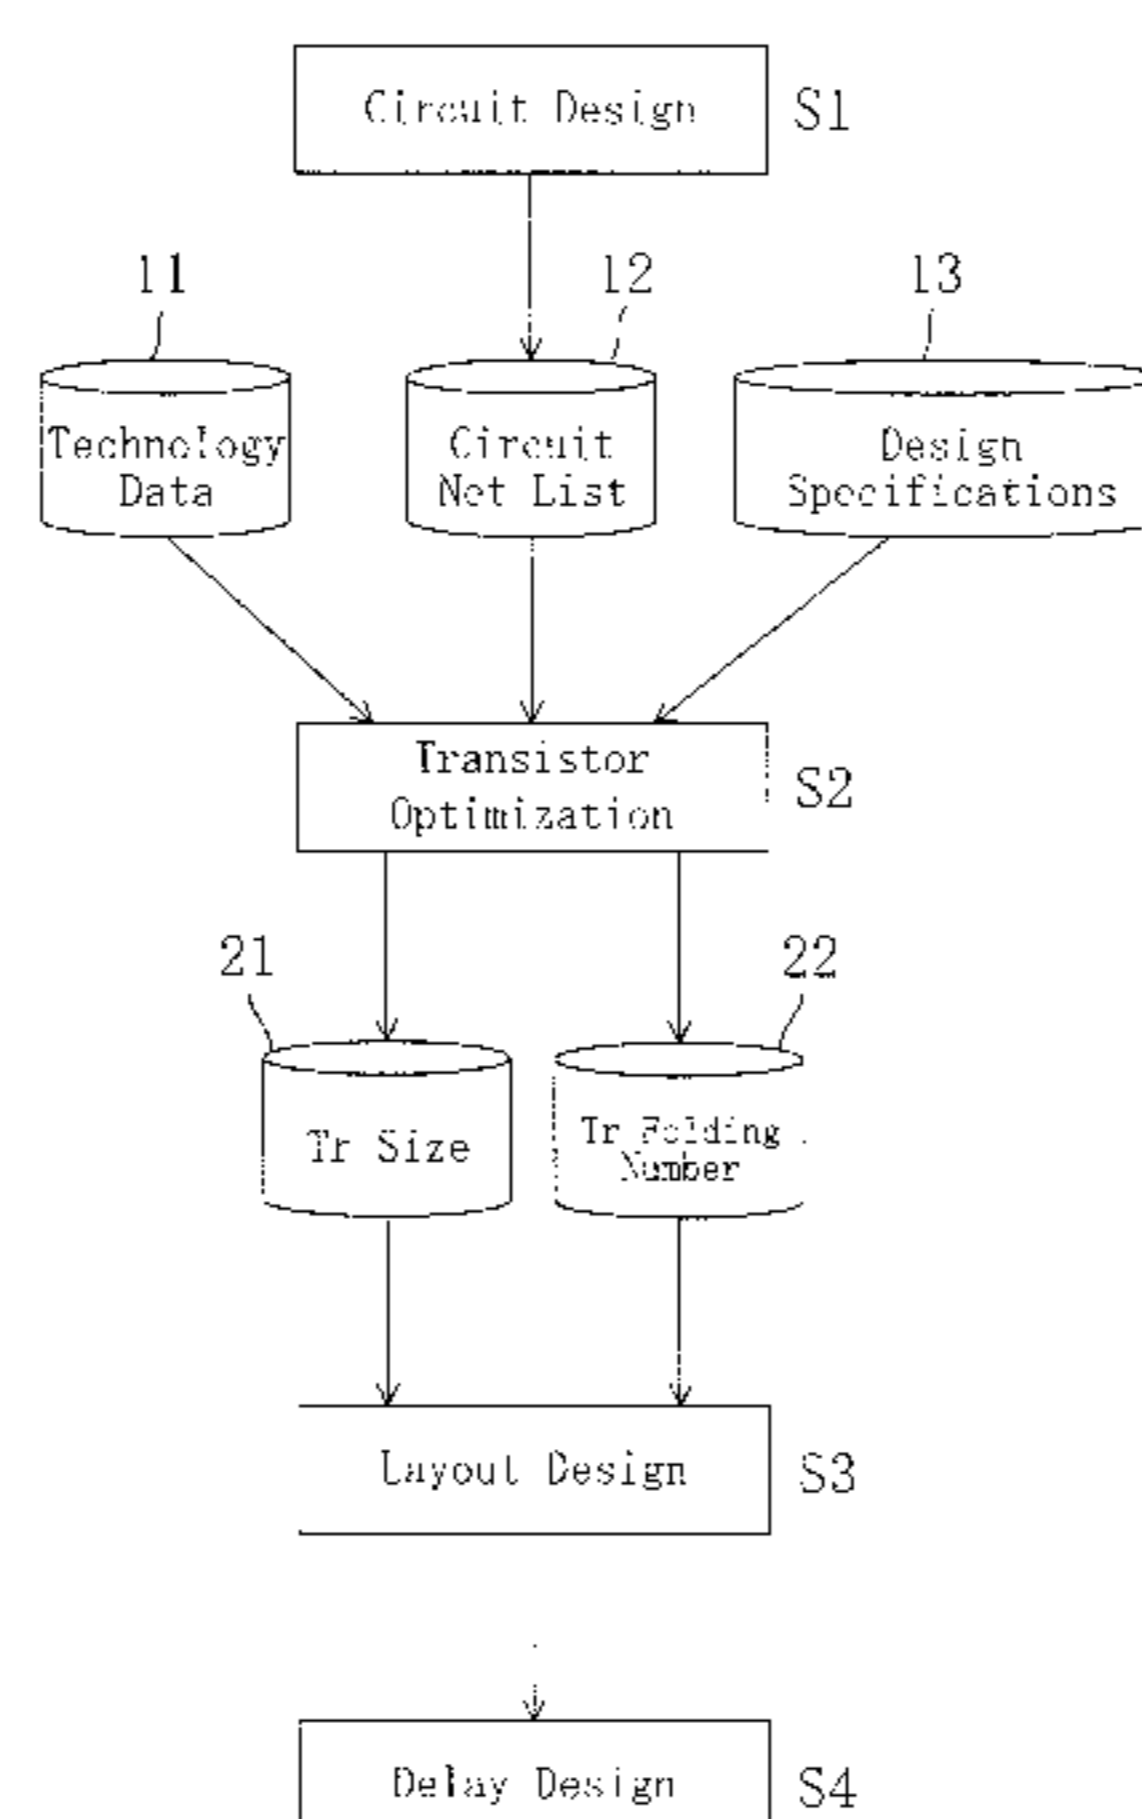 Circuit Design S1
11 12 13
Technology Circuit Design
Data Net List Specifications
Transistor
Optimization
S2
21 22
Tr Size
Tr Folding
Number
Layout Design S3
Delay Design S4